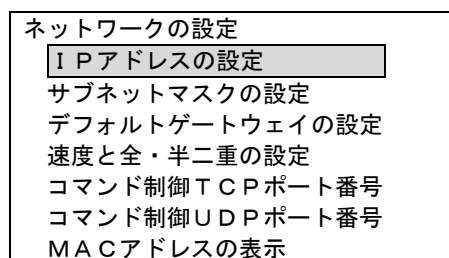 ネットワークの設定
ＩＰアドレスの設定
サブネットマスクの設定
デフォルトゲートウェイの設定
速度と全・半二重の設定
コマンド制御ＴＣＰポート番号
コマンド制御ＵＤＰポート番号
ＭＡＣアドレスの表示